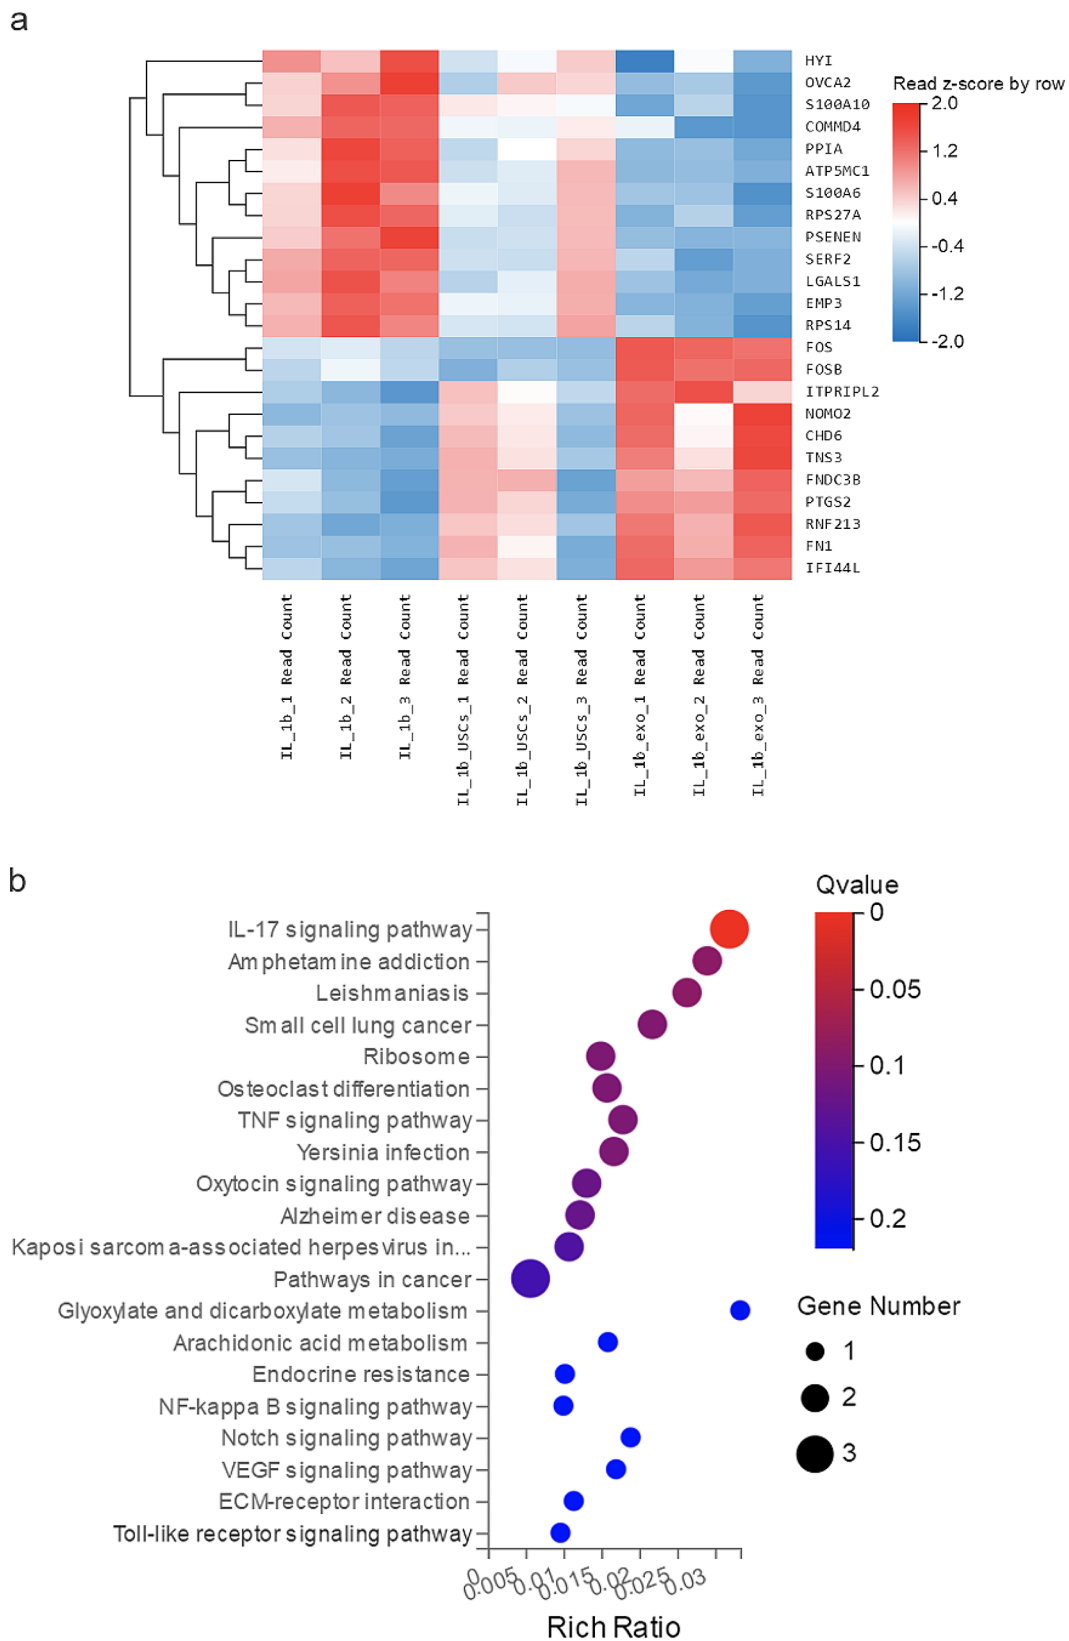 a
Read z-score by row
2.0
1.2
0.4
-0.4
-1.2
-2.0
HYI
OVCA2
S100A10
COMMD4
PPIA
ATP5MC1
S100A6
RPS27A
PSENEN
SERF2
LGALS1
EMP3
RPS14
FOS
FOSB
ITPRIPL2
NOMO2
CHD6
TNS3
FNDC3B
PTGS2
RNF213
FN1
IFI44L
IL_1b_1 Read Count
IL_1b_2 Read Count
IL_1b_3 Read Count
IL_1b_USCs_1 Read Count
IL_1b_USCs_2 Read Count
IL_1b_USCs_3 Read Count
IL_1b_exo_1 Read Count
IL_1b_exo_2 Read Count
IL_1b_exo_3 Read Count
b
IL-17 signaling pathway
Amphetamine addiction
Leishmaniasis
Small cell lung cancer
Ribosome
Osteoclast differentiation
TNF signaling pathway
Yersinia infection
Oxytocin signaling pathway
Alzheimer disease
Kaposi sarcoma-associated herpesvirus in...
Pathways in cancer
Glyoxylate and dicarboxylate metabolism
Arachidonic acid metabolism
Endocrine resistance
NF-kappa B signaling pathway
Notch signaling pathway
VEGF signaling pathway
ECM-receptor interaction
Toll-like receptor signaling pathway
0
0.005
0.01
0.015
0.02
0.025
0.03
Rich Ratio
Qvalue
0
0.05
0.1
0.15
0.2
Gene Number
1
2
3